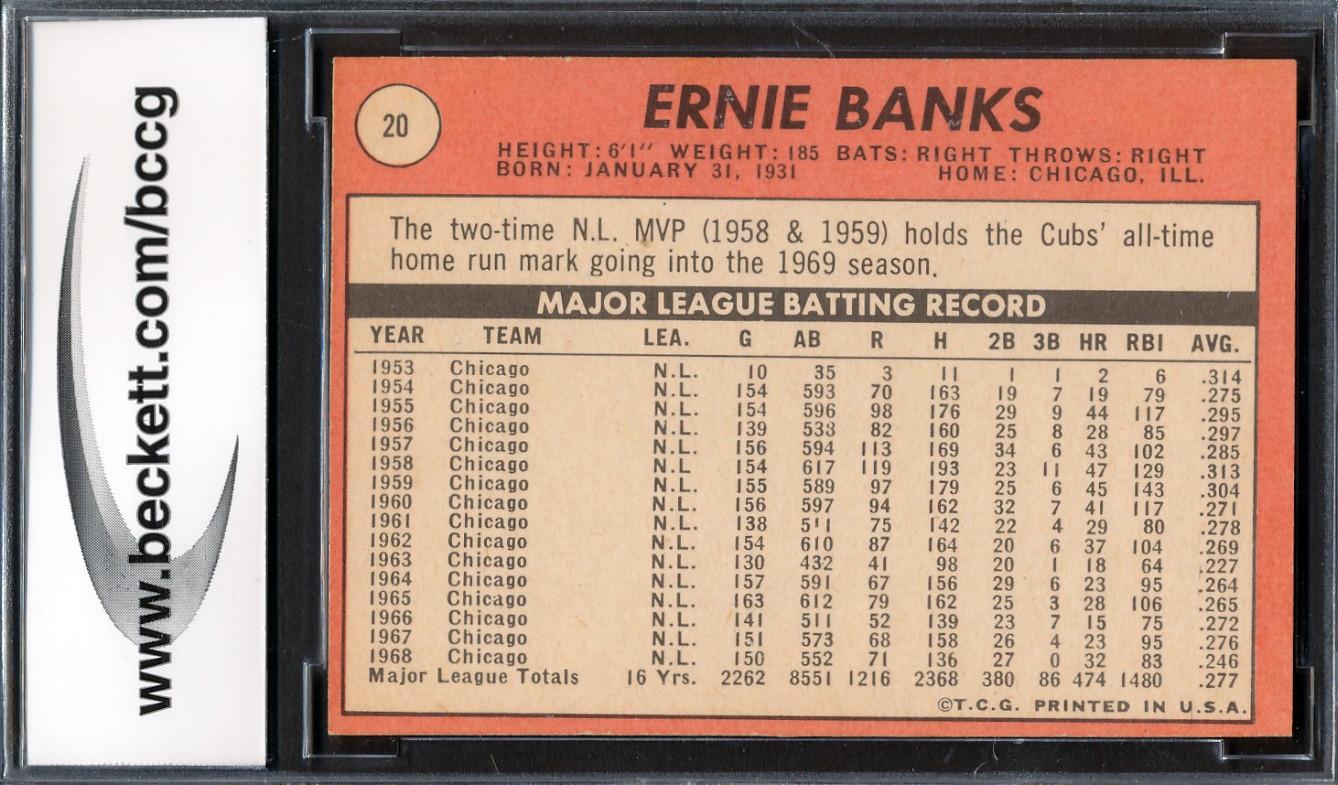 www.beckett.com/bccg
20
ERNIE BANKS
HEIGHT: 6'1" WEIGHT: 185 BATS: RIGHT THROWS: RIGHT
BORN: JANUARY 31, 1931 HOME: CHICAGO, ILL.
The two-time N.L. MVP (1958 & 1959) holds the Cubs' all-time
home run mark going into the 1969 season.
MAJOR LEAGUE BATTING RECORD
YEAR TEAM LEA. G AB R H 2B 3B HR RBI AVG.
1953 Chicago N.L. 10 35 3 11 1 1 2 6 .314
1954 Chicago N.L. 154 593 70 163 19 7 19 79 .275
1955 Chicago N.L. 154 596 98 176 29 9 44 117 .295
1956 Chicago N.L. 139 538 82 160 25 8 28 85 .297
1957 Chicago N.L. 156 594 113 169 34 6 43 102 .285
1958 Chicago N.L 154 617 119 193 23 11 47 129 .313
1959 Chicago N.L. 155 589 97 179 25 6 45 143 .304
1960 Chicago N.L. 156 597 94 162 32 7 41 117 .271
1961 Chicago N.L. 138 511 75 142 22 4 29 80 .278
1962 Chicago N.L. 154 610 87 164 20 6 37 104 .269
1963 Chicago N.L. 130 432 41 98 20 1 18 64 .227
1964 Chicago N.L. 157 591 67 156 29 6 23 95 .264
1965 Chicago N.L. 163 612 79 162 25 3 28 106 .265
1966 Chicago N.L. 141 511 52 139 23 7 15 75 .272
1967 Chicago N.L. 151 573 68 158 26 4 23 95 .276
1968 Chicago N.L. 150 552 71 136 27 0 32 83 .246
Major League Totals 16 Yrs. 2262 8551 1216 2368 380 86 474 1480 .277
©T.C.G. PRINTED IN U.S.A.